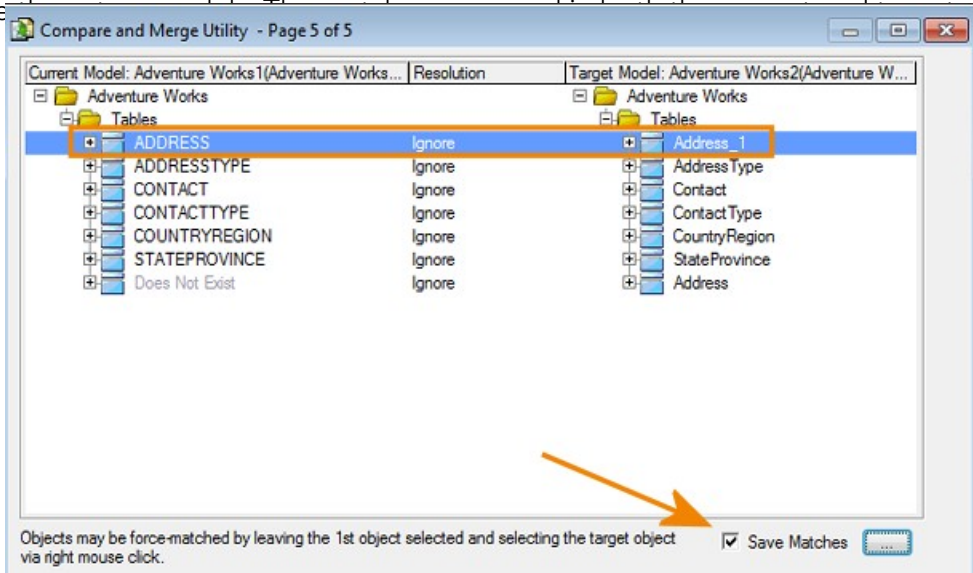 Compare and Merge Utility - Page 5 of 5
Current Model: Adventure Works1(Adventure Works... Resolution Target Model: Adventure Works2(Adventure W...
Adventure Works Adventure Works
Tables Tables
ADDRESS Ignore Address_1
ADDRESSTYPE Ignore AddressType
CONTACT Ignore Contact
CONTACTTYPE Ignore ContactType
COUNTRYREGION Ignore CountryRegion
STATEPROVINCE Ignore StateProvince
Does Not Exist Ignore Address
Objects may be force-matched by leaving the 1st object selected and selecting the target object
via right mouse click. Save Matches ...